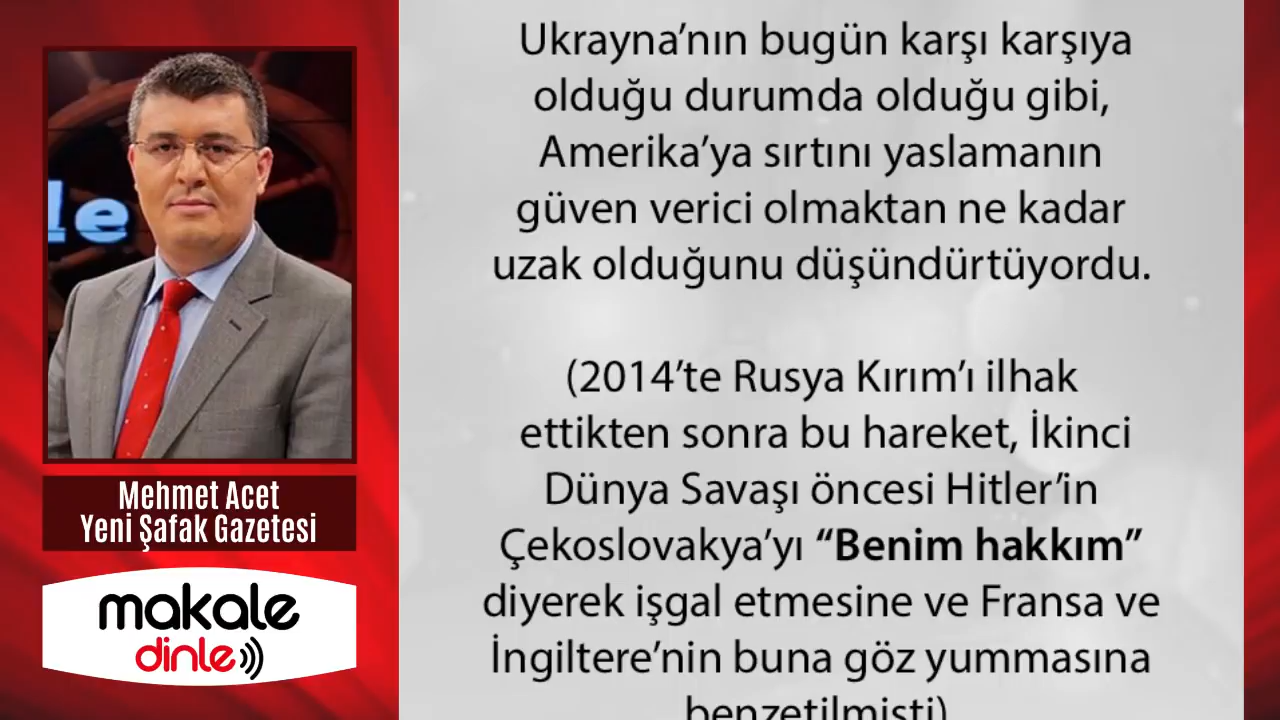 le
Mehmet Acet
Yeni Şafak Gazetesi
makale
dinle
Ukrayna’nın bugün karşı karşıya
olduğu durumda olduğu gibi,
Amerika’ya sırtını yaslamanın
güven verici olmaktan ne kadar
uzak olduğunu düşündürtüyordu.
(2014’te Rusya Kırım’ı ilhak
ettikten sonra bu hareket, İkinci
Dünya Savaşı öncesi Hitler’in
Çekoslovakya’yı “Benim hakkım”
diyerek işgal etmesine ve Fransa ve
İngiltere’nin buna göz yummasına
benzetilmişti)